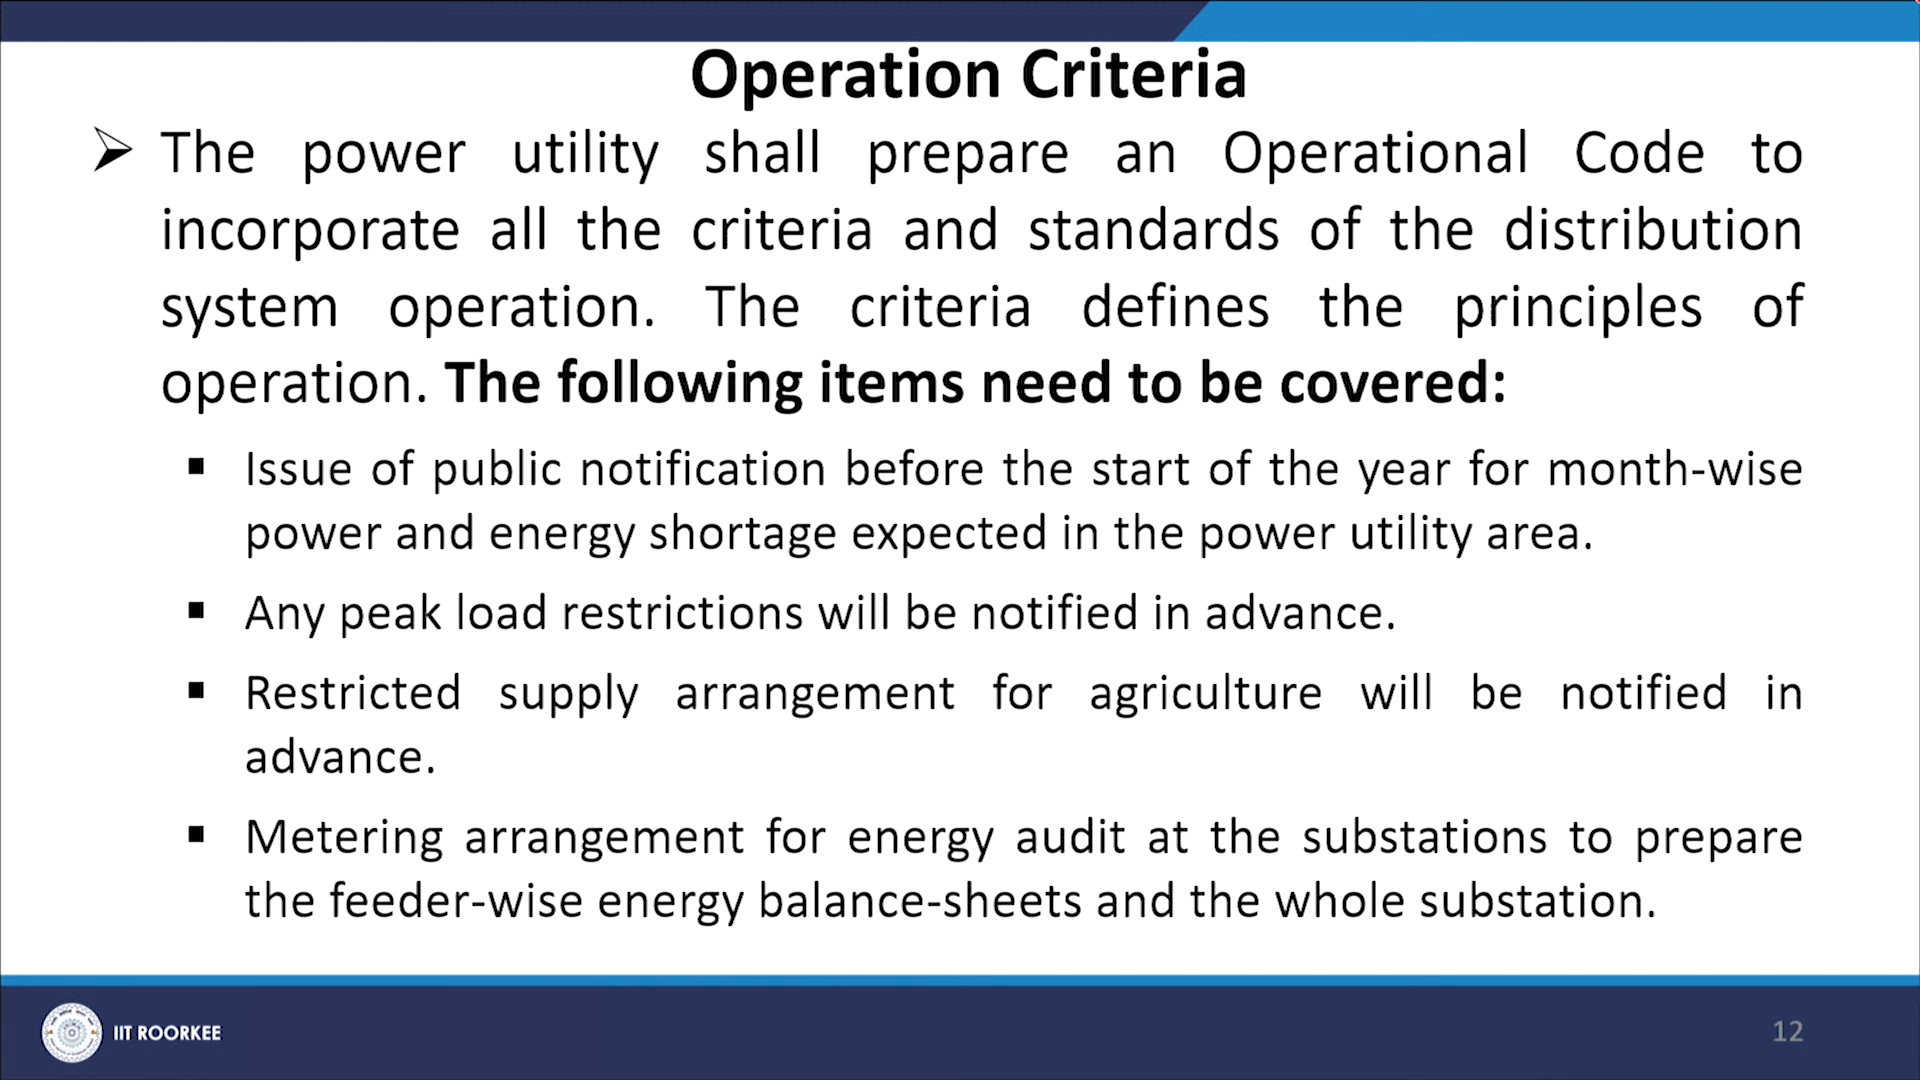 Operation Criteria
➢ The power utility shall prepare an Operational Code to
incorporate all the criteria and standards of the distribution
system operation. The criteria defines the principles of
operation. The following items need to be covered:
▪ Issue of public notification before the start of the year for month-wise
power and energy shortage expected in the power utility area.
▪ Any peak load restrictions will be notified in advance.
▪ Restricted supply arrangement for agriculture will be notified in
advance.
▪ Metering arrangement for energy audit at the substations to prepare
the feeder-wise energy balance-sheets and the whole substation.
IIT ROORKEE
12